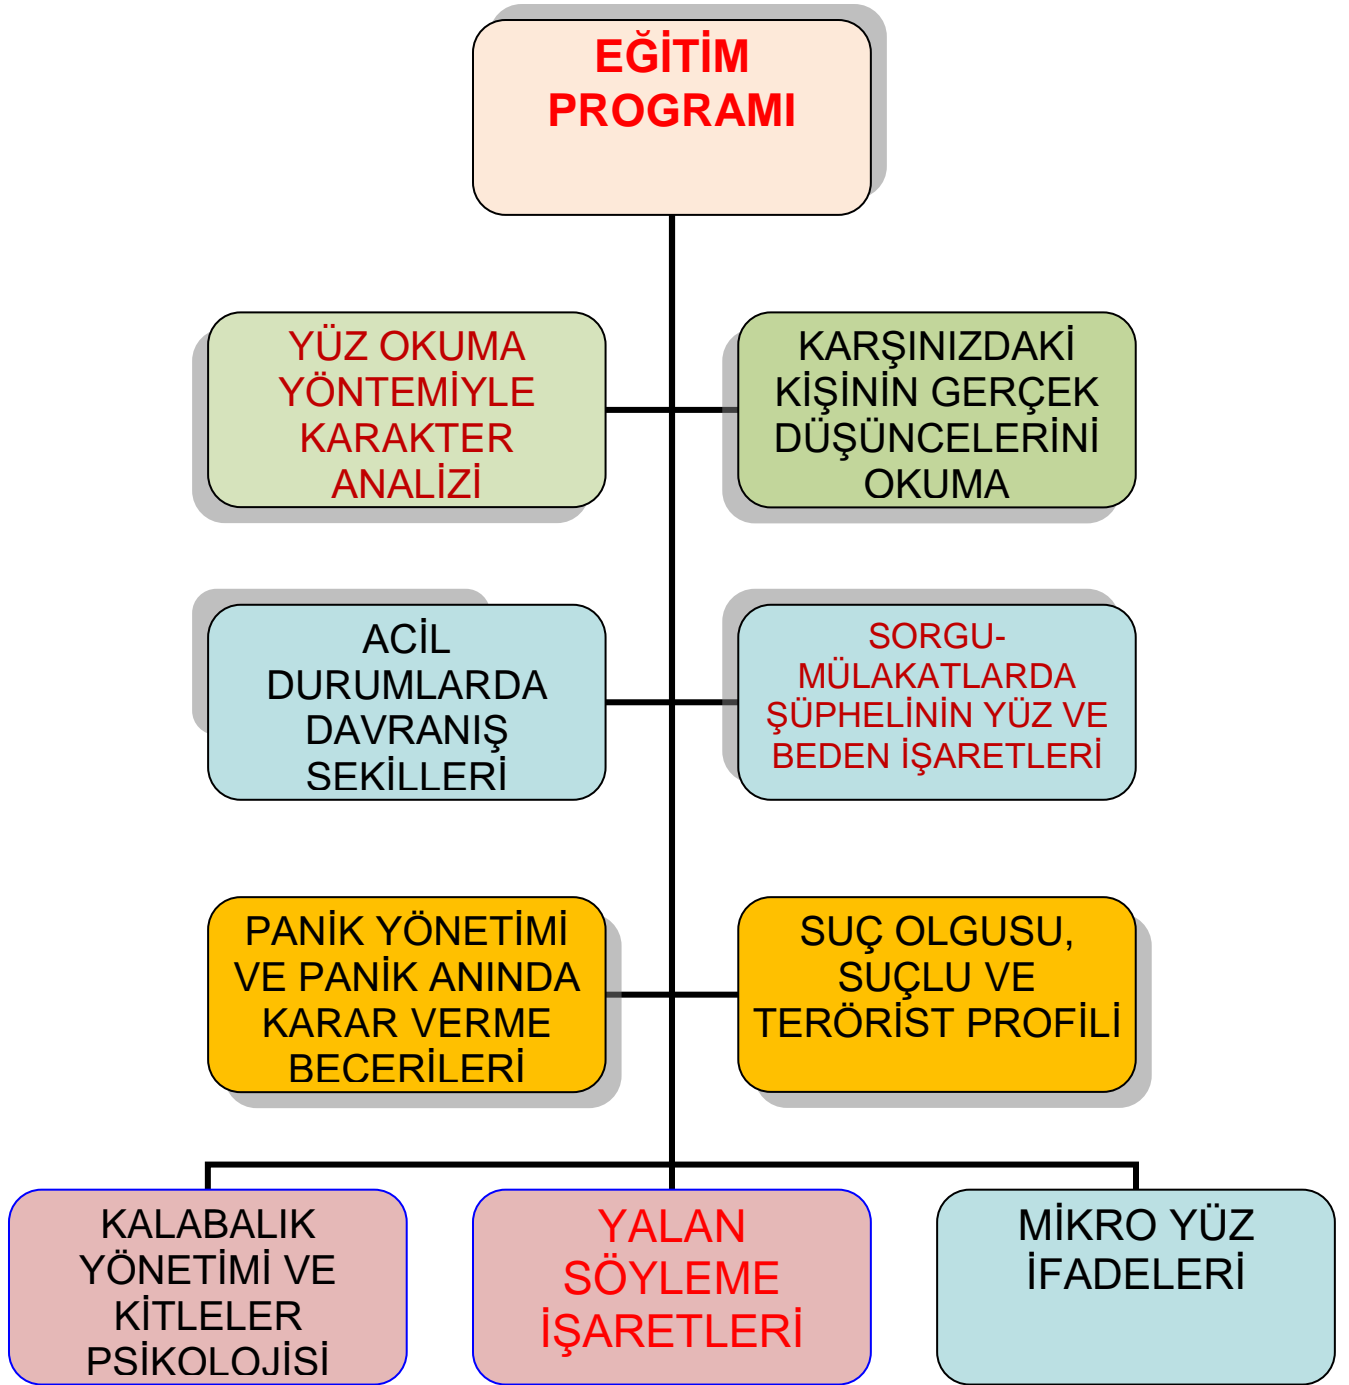 EĞİTİM
PROGRAMI
YÜZ OKUMA
YÖNTEMİYLE
KARAKTER
ANALİZİ
KARŞINIZDAKİ
KİŞİNİN GERÇEK
DÜŞÜNCELERİNİ
OKUMA
ACİL
DURUMLARDA
DAVRANIŞ
ŞEKİLLERİ
SORGU-
MÜLAKATLARDA
ŞÜPHELİNİN YÜZ VE
BEDEN İŞARETLERİ
PANİK YÖNETİMİ
VE PANİK ANINDA
KARAR VERME
BECERİLERİ
SUÇ OLGUSU,
SUÇLU VE
TERÖRİST PROFİLİ
KALABALIK
YÖNETİMİ VE
KİTLELER
PSİKOLOJİSİ
YALAN
SÖYLEME
İŞARETLERİ
MİKRO YÜZ
İFADELERİ